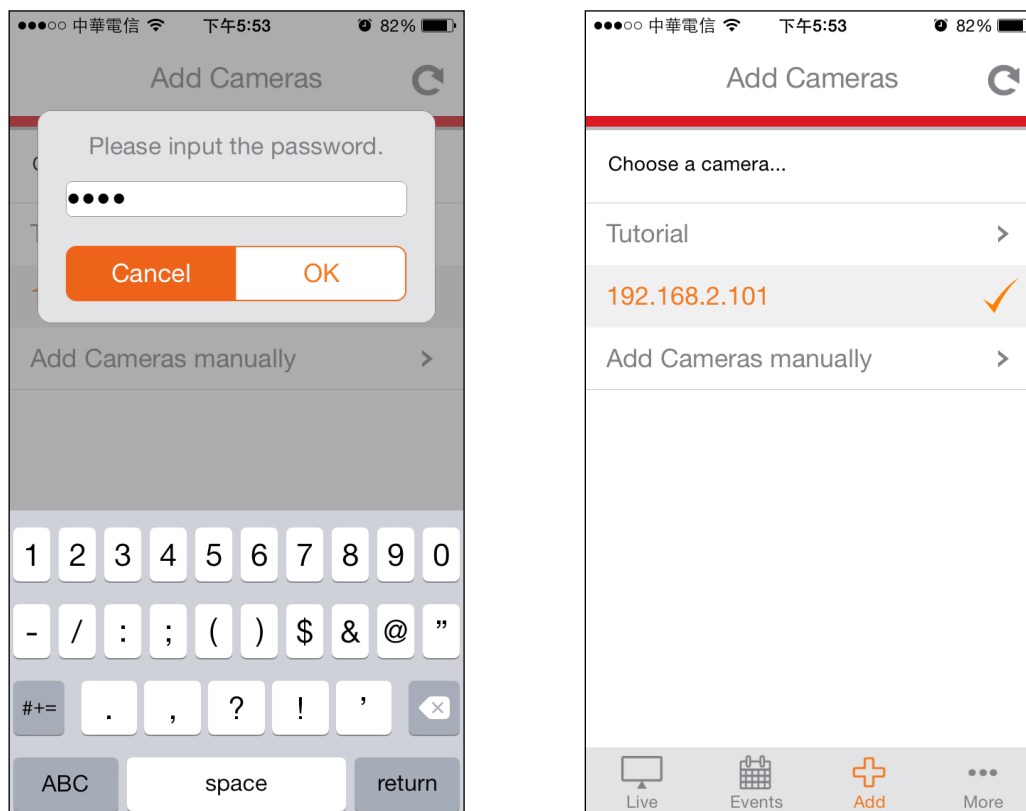 中華電信 下午5:53 82%
Add Cameras
Please input the password.
Cancel OK
Add Cameras manually >
1 2 3 4 5 6 7 8 9 0
- / : ; ( ) $ & @ ”
#+= . , ? ! ’
ABC space return
中華電信 下午5:53 82%
Add Cameras
Choose a camera...
Tutorial >
192.168.2.101
Add Cameras manually >
Live Events Add More